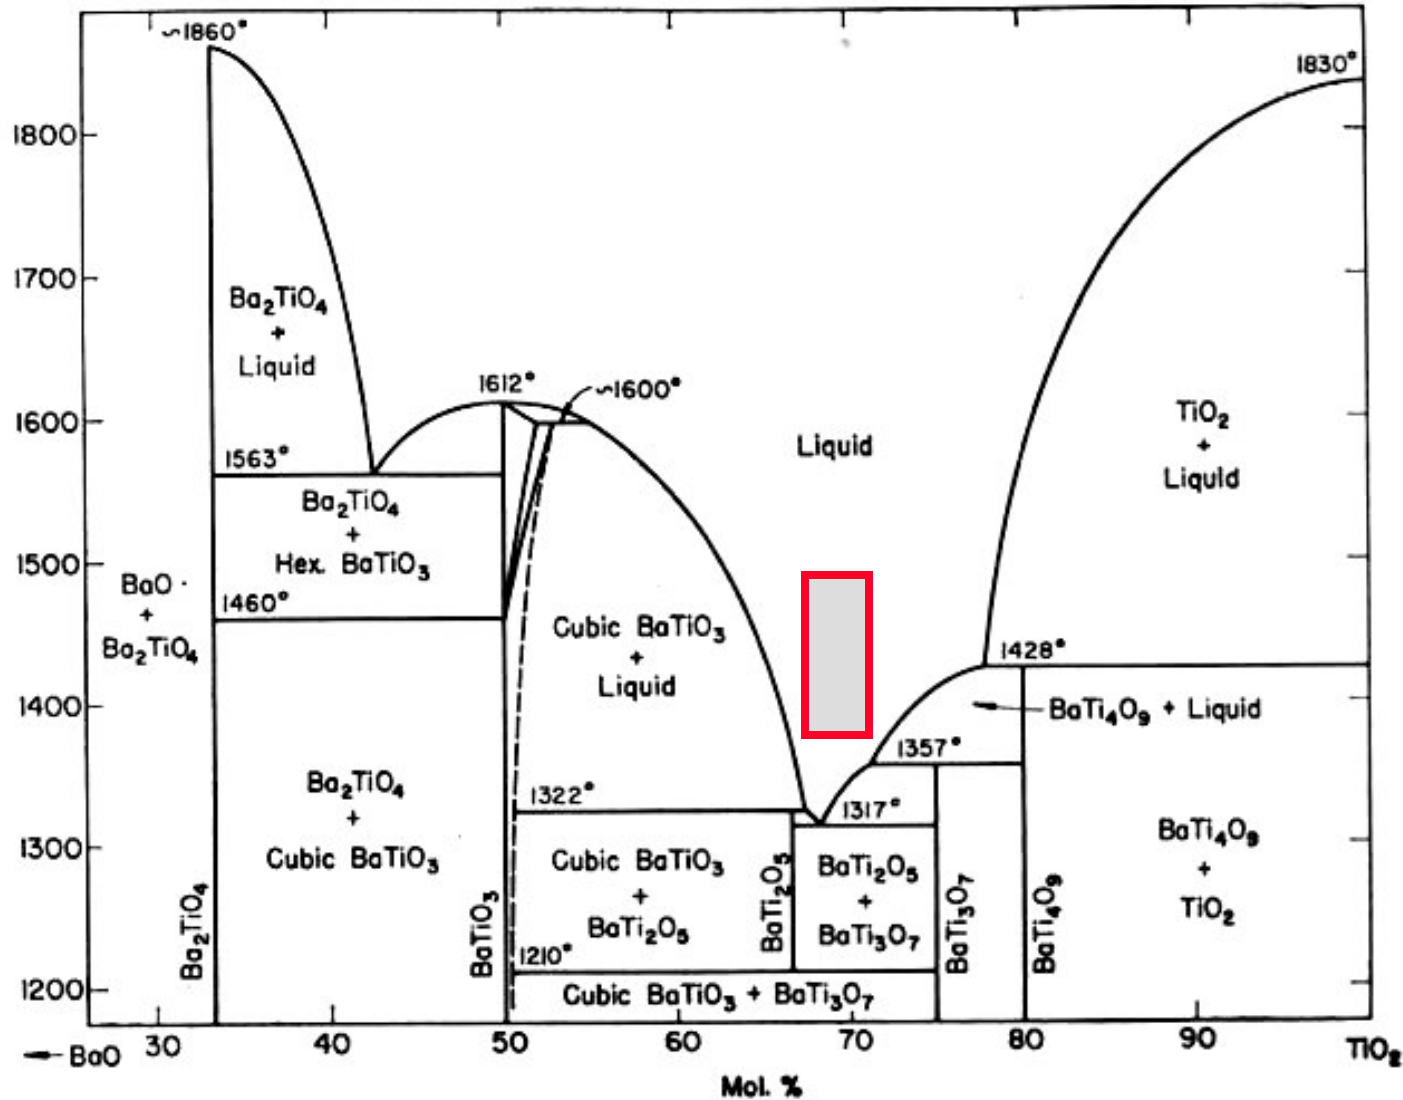 ~1860°
1830°
1800
1700
Ba₂TiO₄
+
Liquid
1612°
~1600°
1600
Liquid
TiO₂
+
Liquid
1563°
Ba₂TiO₄
+
Hex. BaTiO₃
1500
BaO
+
Ba₂TiO₄
1460°
Cubic BaTiO₃
+
Liquid
1428°
1400
BaTi₄O₉ + Liquid
1357°
Ba₂TiO₄
+
Cubic BaTiO₃
1322°
1317°
1300
Cubic BaTiO₃
+
BaTi₂O₅
BaTi₂O₅
BaTi₂O₅
+
BaTi₃O₇
BaTi₄O₉
+
TiO₂
Ba₂TiO₄
BaTiO₃
BaTi₃O₇
BaTi₄O₉
1210°
1200
Cubic BaTiO₃ + BaTi₃O₇
← BaO
30
40
50
60
70
80
90
TiO₂
Mol. %